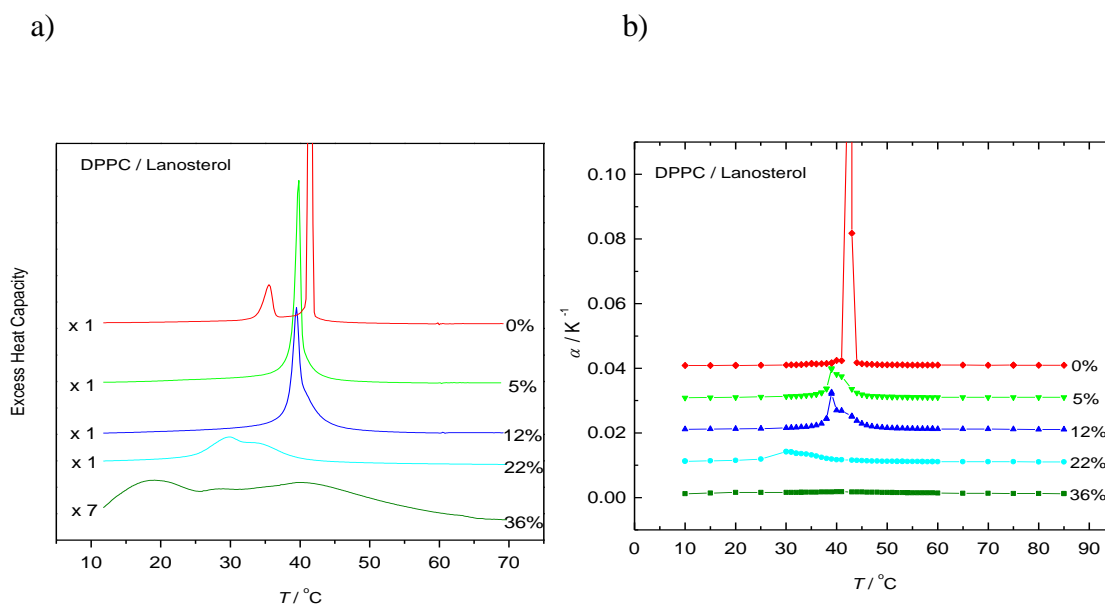 a)
b)
DPPC / Lanosterol
Excess Heat Capacity
x 1
0%
x 1
5%
x 1
12%
x 1
22%
x 7
36%
10 20 30 40 50 60 70
T / °C
DPPC / Lanosterol
α / K⁻¹
0.10
0.08
0.06
0.04
0.02
0.00
0%
5%
12%
22%
36%
0 10 20 30 40 50 60 70 80 90
T / °C